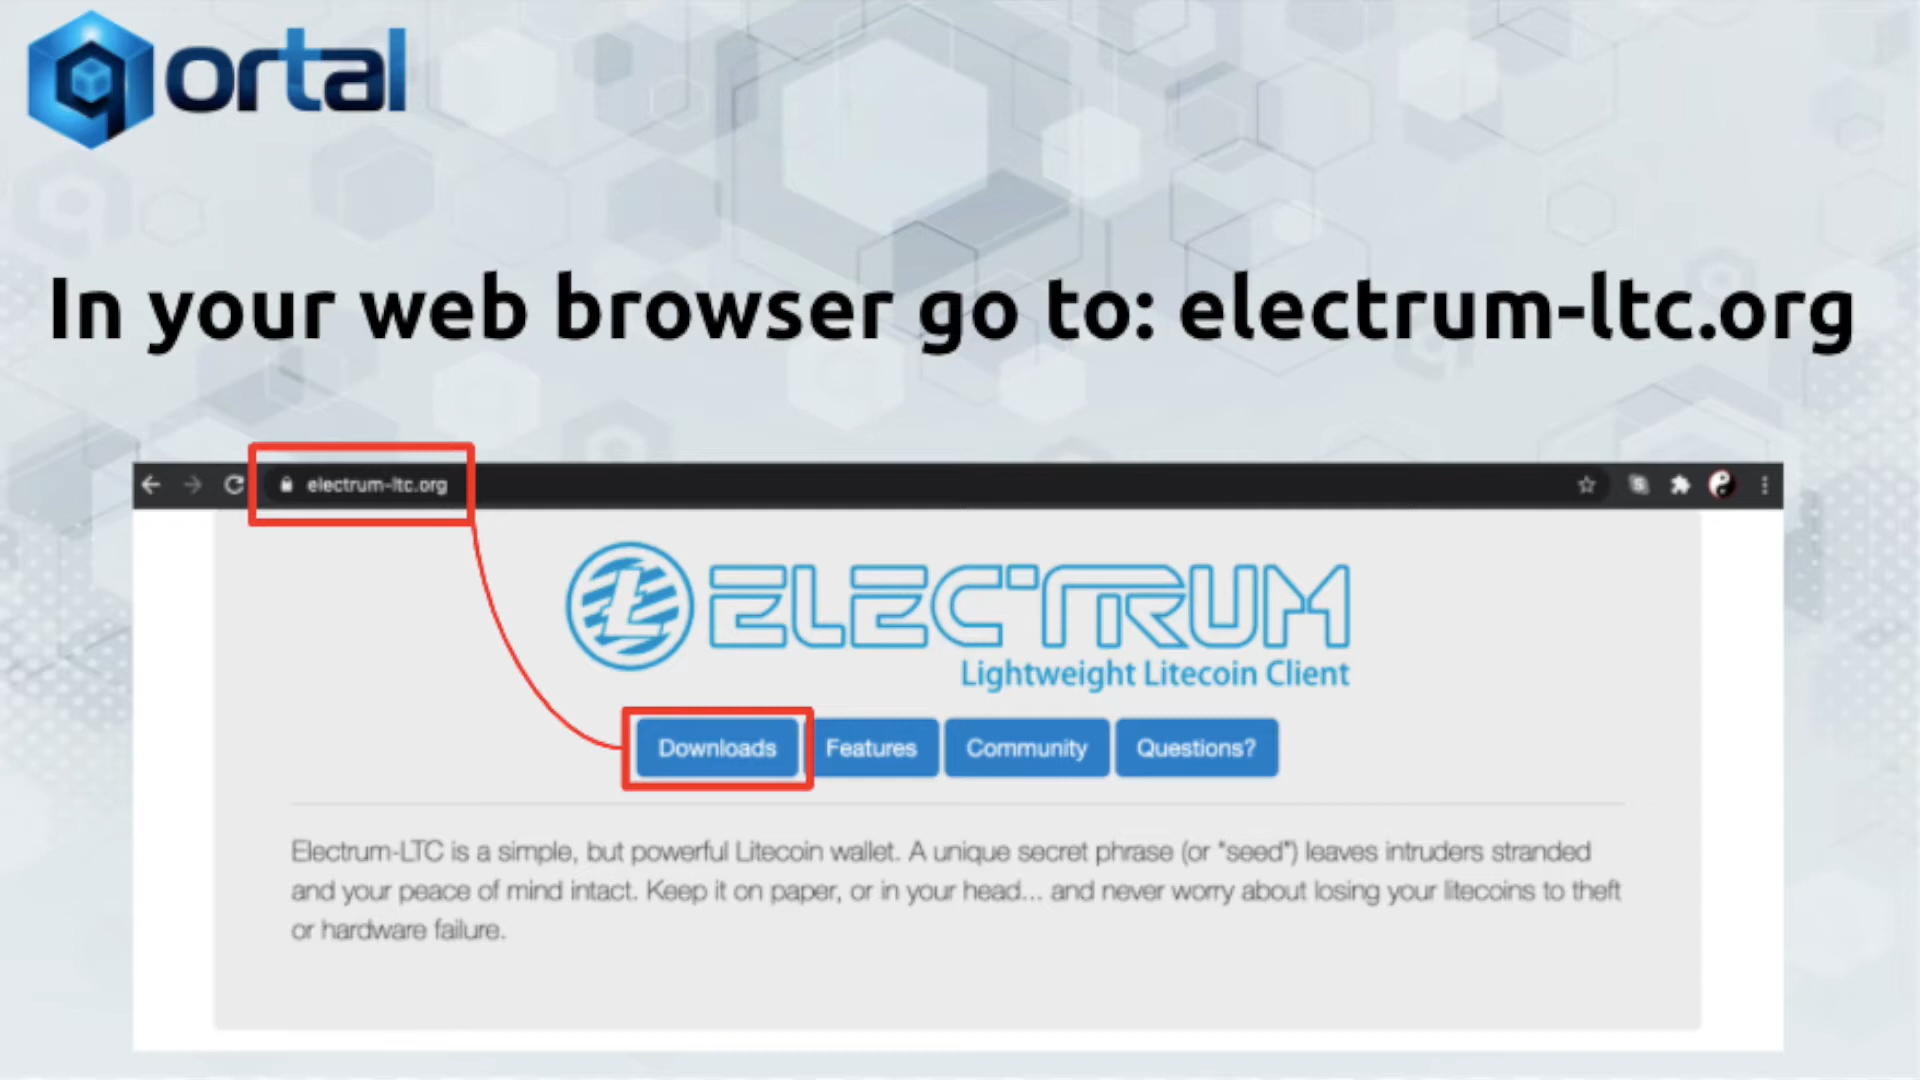 qortal
In your web browser go to: electrum-ltc.org
electrum-ltc.org
ELECTRUM
Lightweight Litecoin Client
Downloads Features Community Questions?
Electrum-LTC is a simple, but powerful Litecoin wallet. A unique secret phrase (or "seed") leaves intruders stranded
and your peace of mind intact. Keep it on paper, or in your head... and never worry about losing your litecoins to theft
or hardware failure.